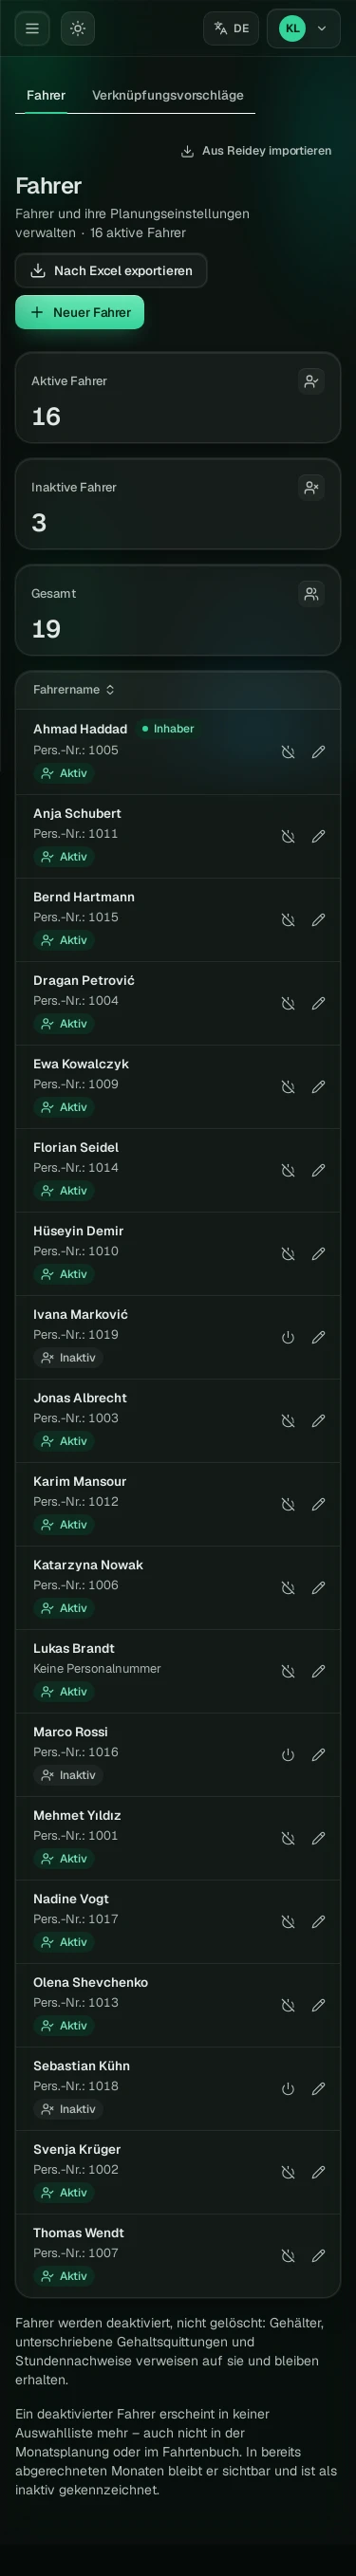 DE
KL
Fahrer
Verknüpfungsvorschläge
Aus Reidey importieren
Fahrer
Fahrer und ihre Planungseinstellungen
verwalten · 16 aktive Fahrer
Nach Excel exportieren
Neuer Fahrer
Aktive Fahrer
16
Inaktive Fahrer
3
Gesamt
19
Fahrername
Ahmad Haddad
Inhaber
Pers.-Nr.: 1005
Aktiv
Anja Schubert
Pers.-Nr.: 1011
Aktiv
Bernd Hartmann
Pers.-Nr.: 1015
Aktiv
Dragan Petrović
Pers.-Nr.: 1004
Aktiv
Ewa Kowalczyk
Pers.-Nr.: 1009
Aktiv
Florian Seidel
Pers.-Nr.: 1014
Aktiv
Hüseyin Demir
Pers.-Nr.: 1010
Aktiv
Ivana Marković
Pers.-Nr.: 1019
Inaktiv
Jonas Albrecht
Pers.-Nr.: 1003
Aktiv
Karim Mansour
Pers.-Nr.: 1012
Aktiv
Katarzyna Nowak
Pers.-Nr.: 1006
Aktiv
Lukas Brandt
Keine Personalnummer
Aktiv
Marco Rossi
Pers.-Nr.: 1016
Inaktiv
Mehmet Yıldız
Pers.-Nr.: 1001
Aktiv
Nadine Vogt
Pers.-Nr.: 1017
Aktiv
Olena Shevchenko
Pers.-Nr.: 1013
Aktiv
Sebastian Kühn
Pers.-Nr.: 1018
Inaktiv
Svenja Krüger
Pers.-Nr.: 1002
Aktiv
Thomas Wendt
Pers.-Nr.: 1007
Aktiv
Fahrer werden deaktiviert, nicht gelöscht: Gehälter,
unterschriebene Gehaltsquittungen und
Stundennachweise verweisen auf sie und bleiben
erhalten.
Ein deaktivierter Fahrer erscheint in keiner
Auswahlliste mehr – auch nicht in der
Monatsplanung oder im Fahrtenbuch. In bereits
abgerechneten Monaten bleibt er sichtbar und ist als
inaktiv gekennzeichnet.